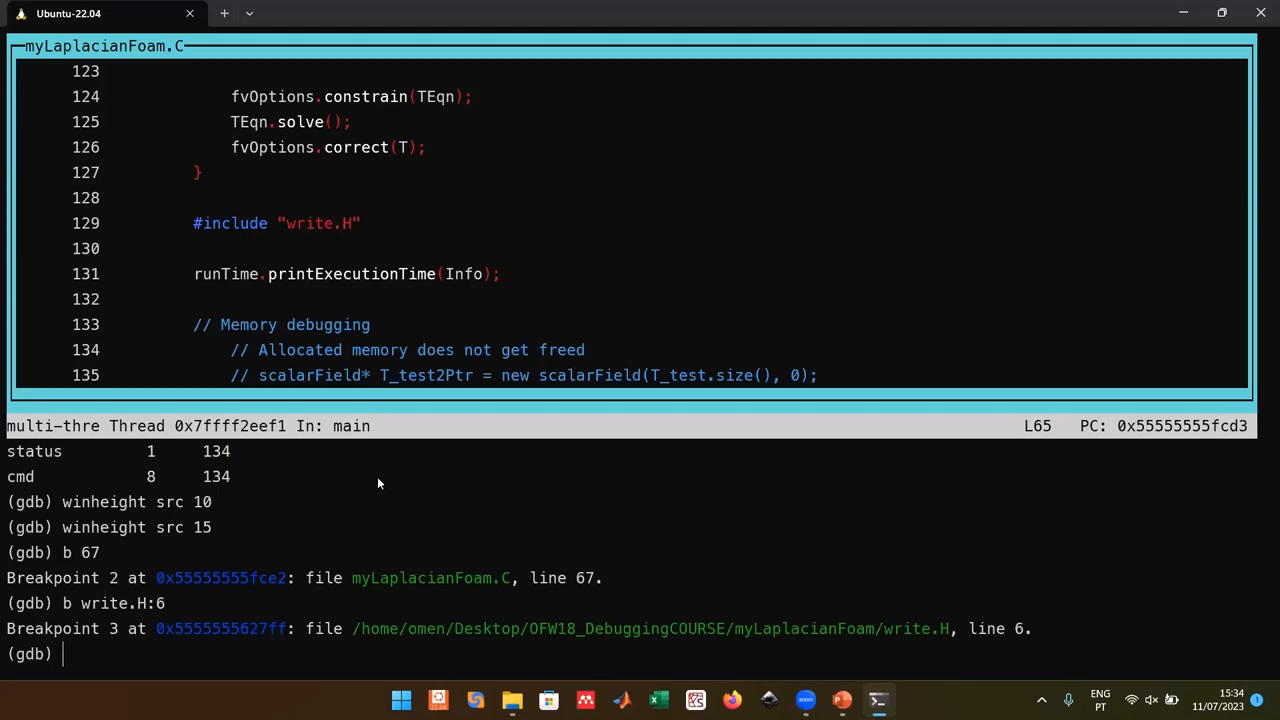 Ubuntu-22.04
myLaplacianFoam.C
123
124 fvOptions.constrain(TEqn);
125 TEqn.solve();
126 fvOptions.correct(T);
127 }
128
129 #include "write.H"
130
131 runTime.printExecutionTime(Info);
132
133 // Memory debugging
134 // Allocated memory does not get freed
135 // scalarField* T_test2Ptr = new scalarField(T_test.size(), 0);
multi-thre Thread 0x7ffff2eef1 In: main L65 PC: 0x55555555fcd3
status 1 134
cmd 8 134
(gdb) winheight src 10
(gdb) winheight src 15
(gdb) b 67
Breakpoint 2 at 0x55555555fce2: file myLaplacianFoam.C, line 67.
(gdb) b write.H:6
Breakpoint 3 at 0x5555555627ff: file /home/omen/Desktop/OFW18_DebuggingCOURSE/myLaplacianFoam/write.H, line 6.
(gdb)
ENG
PT
15:34
11/07/2023